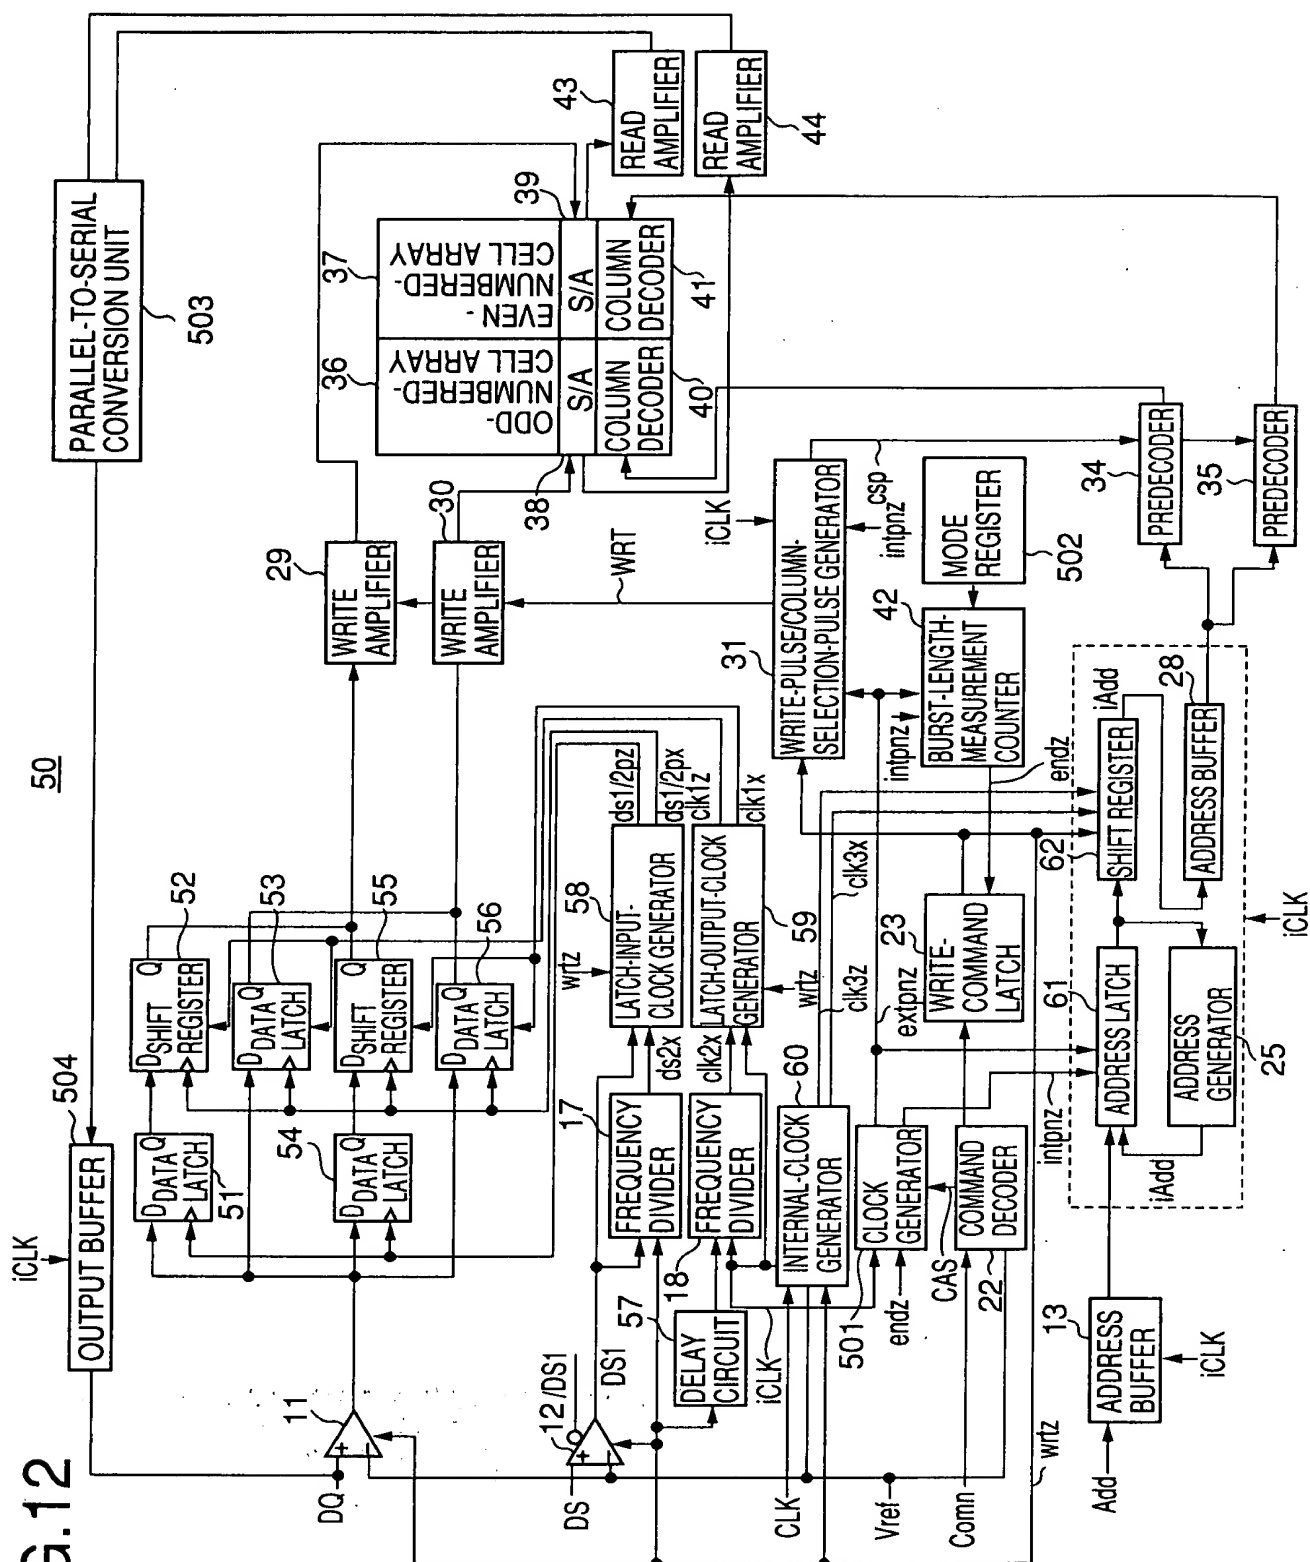 G.12
50
PARALLEL-TO-SERIAL
CONVERSION UNIT
503
iCLK
OUTPUT BUFFER
504
DQ
11
+
−
D Q
DATA
LATCH
51
D Q
SHIFT
REGISTER
52
D Q
DATA
LATCH
53
D Q
DATA
LATCH
54
D Q
SHIFT
REGISTER
55
D Q
DATA
LATCH
56
29
WRITE
AMPLIFIER
30
WRITE
AMPLIFIER
WRT
36
ODD-
NUMBERED
CELL ARRAY
37
EVEN-
NUMBERED-
CELL ARRAY
38
S/A
S/A
39
COLUMN
DECODER
40
COLUMN
DECODER
41
READ
AMPLIFIER
43
READ
AMPLIFIER
44
DS
12
/DS1
+
−
DS1
57
DELAY
CIRCUIT
iCLK
17
FREQUENCY
DIVIDER
ds2x
18
FREQUENCY
DIVIDER
clk2x
wrtz
58
LATCH-INPUT-
CLOCK GENERATOR
ds1/2pz
ds1/2px
LATCH-OUTPUT-CLOCK
GENERATOR
59
wrtz
clk1z
clk1x
CLK
INTERNAL-CLOCK
GENERATOR
60
clk3z
clk3x
Vref
501
CLOCK
GENERATOR
endz
CAS
extpnz
intpnz
Comn
COMMAND
DECODER
22
23
WRITE-
COMMAND
LATCH
31
WRITE-PULSE/COLUMN-
SELECTION-PULSE GENERATOR
iCLK
intpnz
csp
intpnz
BURST-LENGTH-
MEASUREMENT
COUNTER
42
endz
MODE
REGISTER
502
wrtz
Add
13
ADDRESS
BUFFER
iCLK
61
ADDRESS LATCH
iAdd
ADDRESS
GENERATOR
25
62
SHIFT REGISTER
iAdd
28
ADDRESS BUFFER
iCLK
34
PREDECODER
35
PREDECODER